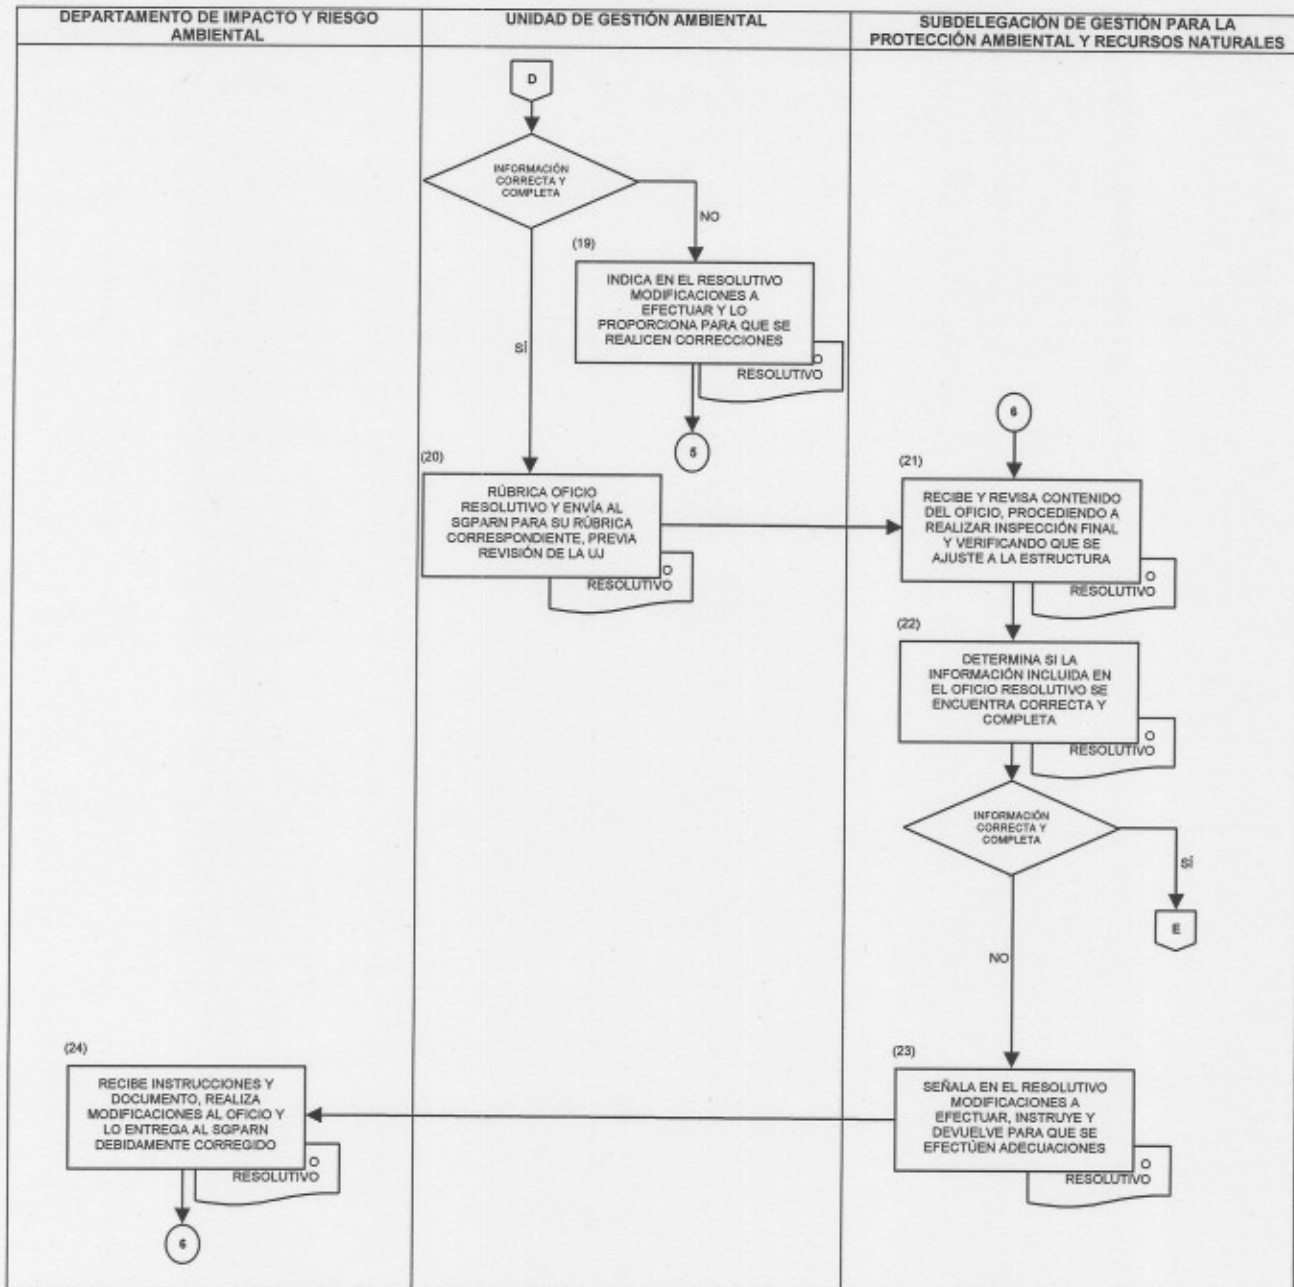 DEPARTAMENTO DE IMPACTO Y RIESGO
AMBIENTAL
UNIDAD DE GESTIÓN AMBIENTAL
SUBDELEGACIÓN DE GESTIÓN PARA LA
PROTECCIÓN AMBIENTAL Y RECURSOS NATURALES
D
INFORMACIÓN
CORRECTA Y
COMPLETA
NO
SÍ
(19)
INDICA EN EL RESOLUTIVO
MODIFICACIONES A
EFECTUAR Y LO
PROPORCIONA PARA QUE SE
REALICEN CORRECCIONES
O
RESOLUTIVO
5
(20)
RÚBRICA OFICIO
RESOLUTIVO Y ENVÍA AL
SGPARN PARA SU RÚBRICA
CORRESPONDIENTE, PREVIA
REVISIÓN DE LA UJ
O
RESOLUTIVO
6
(21)
RECIBE Y REVISA CONTENIDO
DEL OFICIO, PROCEDIENDO A
REALIZAR INSPECCIÓN FINAL
Y VERIFICANDO QUE SE
AJUSTE A LA ESTRUCTURA
O
RESOLUTIVO
(22)
DETERMINA SI LA
INFORMACIÓN INCLUIDA EN
EL OFICIO RESOLUTIVO SE
ENCUENTRA CORRECTA Y
COMPLETA
O
RESOLUTIVO
INFORMACIÓN
CORRECTA Y
COMPLETA
SÍ
E
NO
(23)
SEÑALA EN EL RESOLUTIVO
MODIFICACIONES A
EFECTUAR, INSTRUYE Y
DEVUELVE PARA QUE SE
EFECTÚEN ADECUACIONES
O
RESOLUTIVO
(24)
RECIBE INSTRUCCIONES Y
DOCUMENTO, REALIZA
MODIFICACIONES AL OFICIO Y
LO ENTREGA AL SGPARN
DEBIDAMENTE CORREGIDO
O
RESOLUTIVO
6